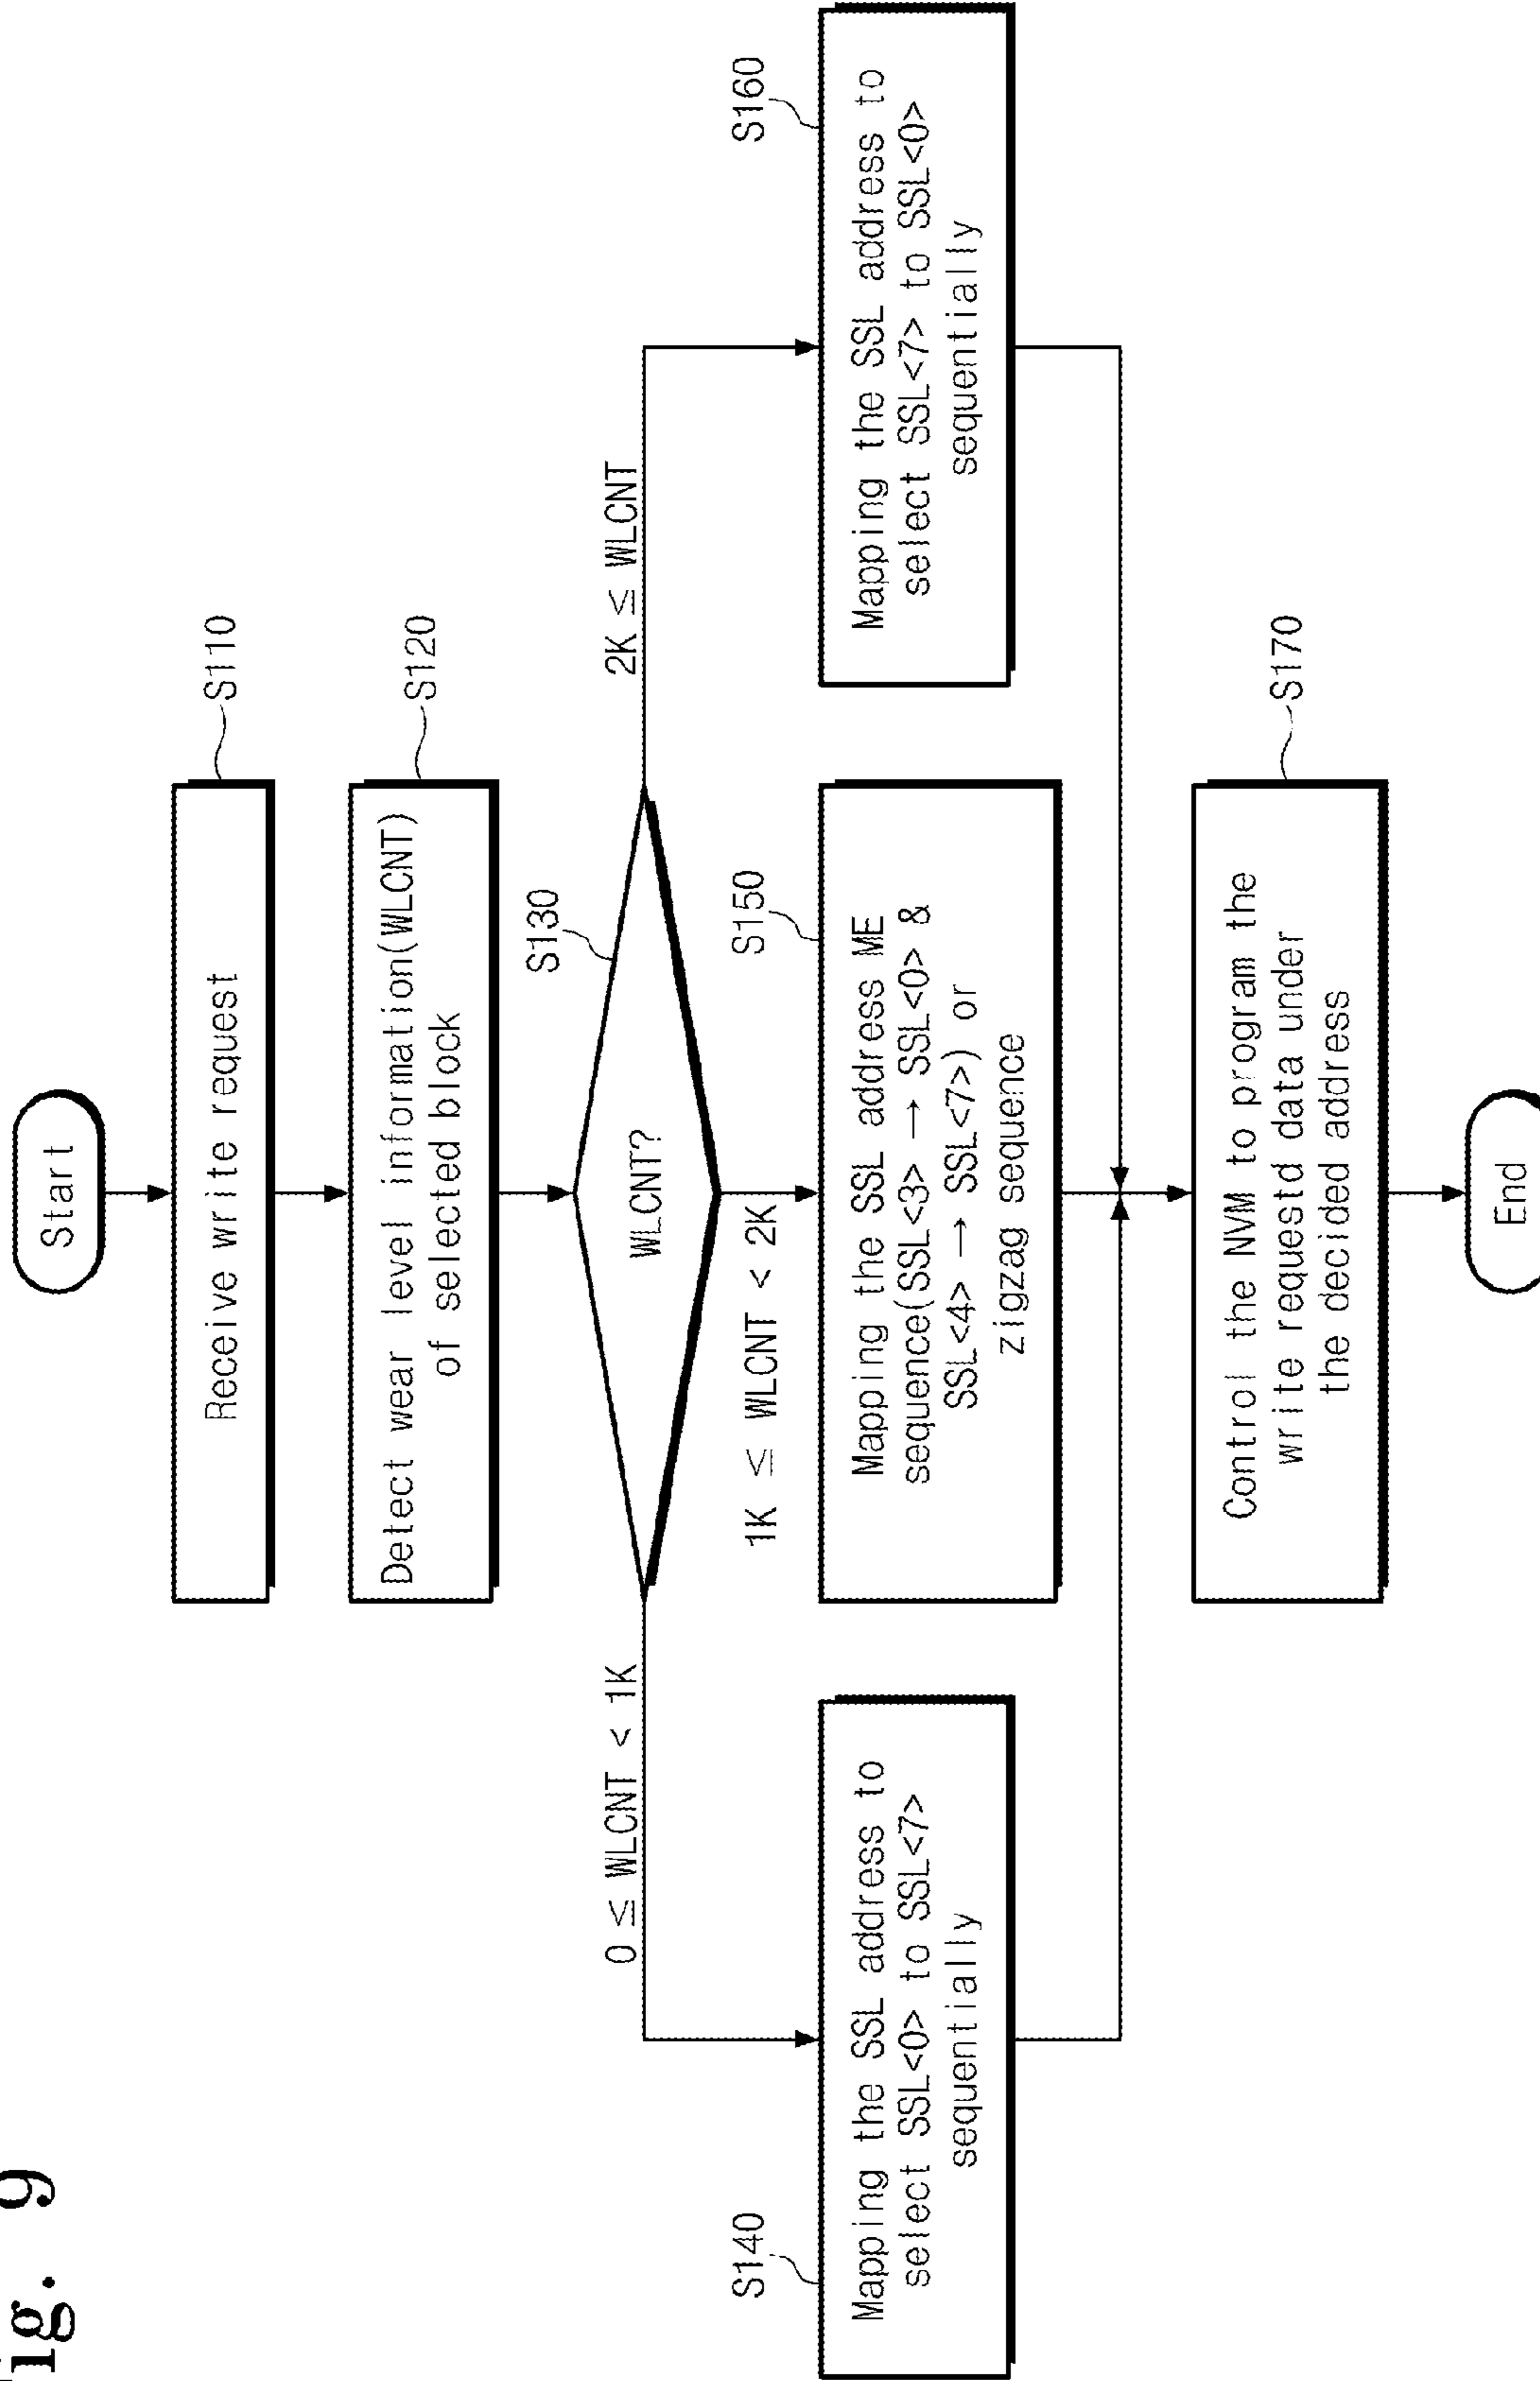 ig. 9
Start
Receive write request
S110
Detect wear level information(WLCNT)
of selected block
S120
WLCNT?
S130
0 ≤ WLCNT < 1K
1K ≤ WLCNT < 2K
2K ≤ WLCNT
S140
Mapping the SSL address to
select SSL<0> to SSL<7>
sequentially
S150
Mapping the SSL address ME
sequence(SSL<3> → SSL<0> &
SSL<4> → SSL<7>) or
zigzag sequence
S160
Mapping the SSL address to
select SSL<7> to SSL<0>
sequentially
Control the NVM to program the
write requestd data under
the decided address
S170
End